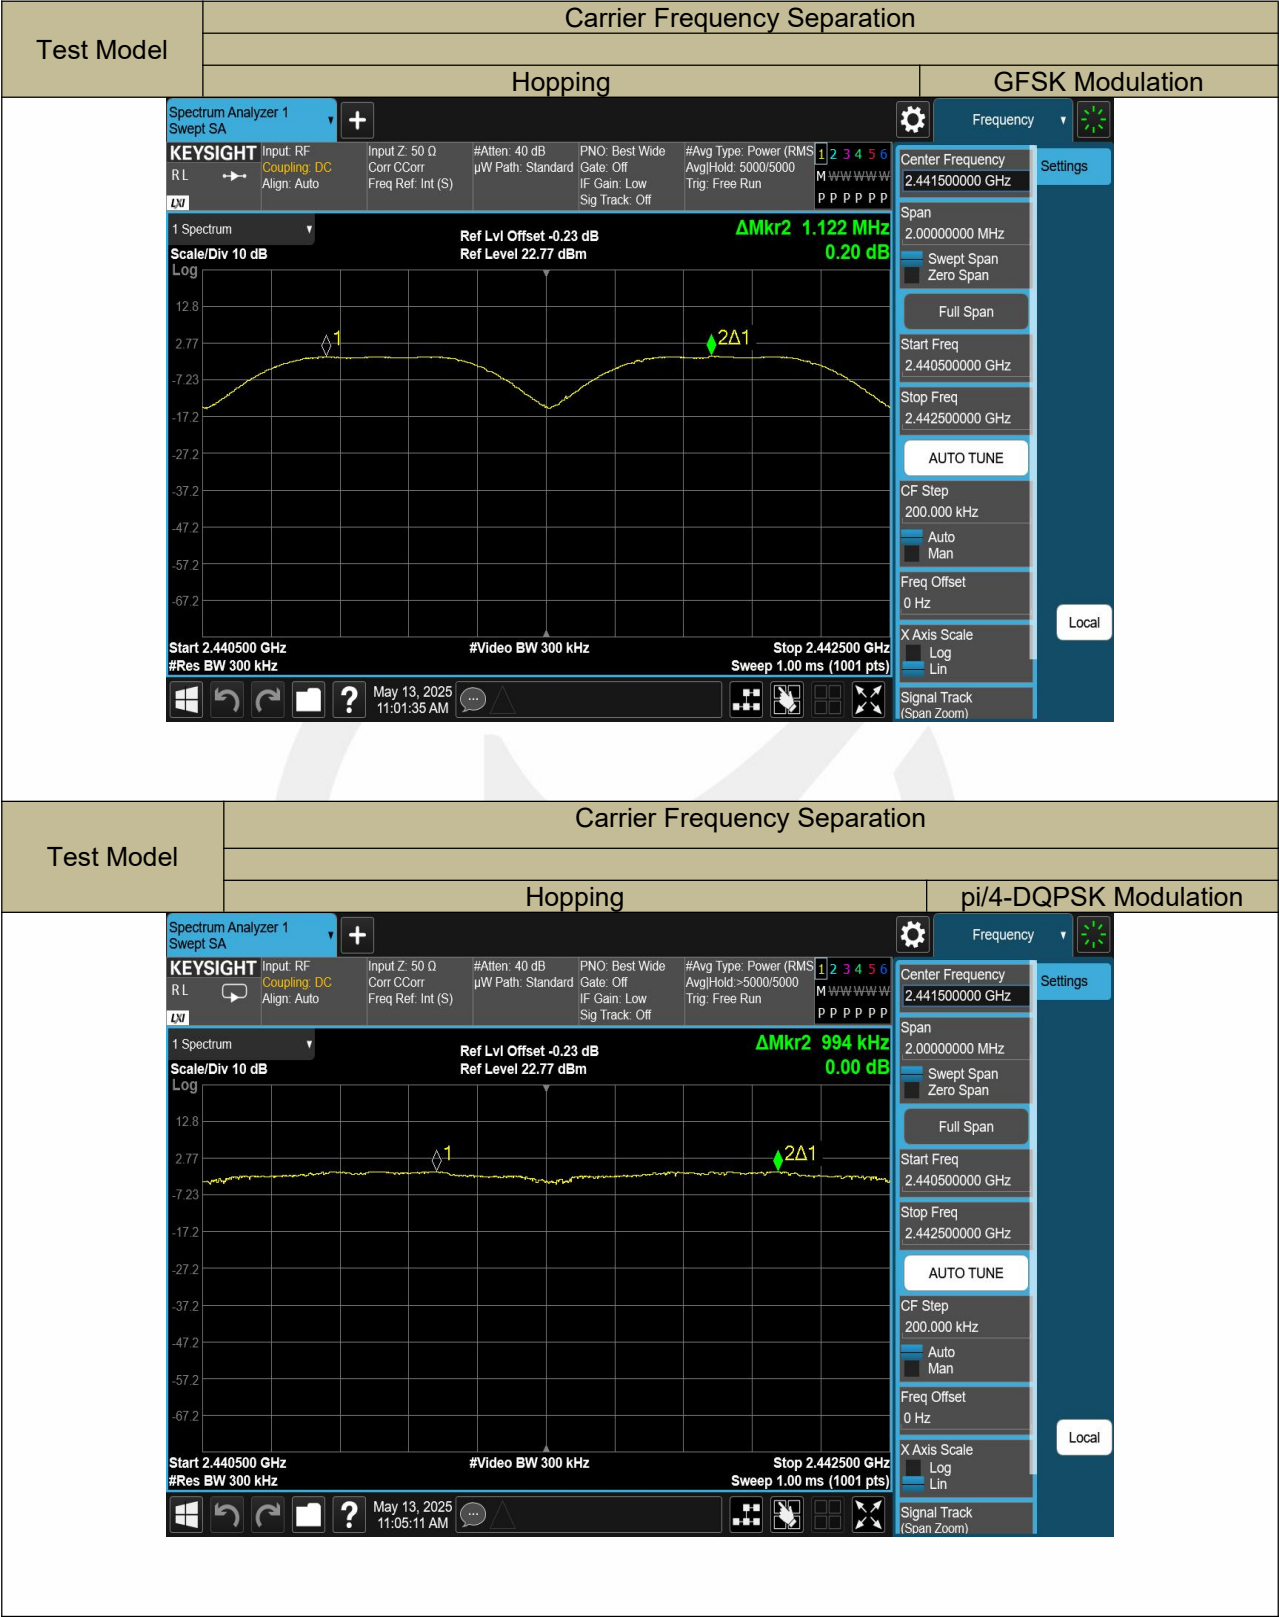 Carrier Frequency Separation
Test Model
Hopping GFSK Modulation
Spectrum Analyzer 1
Swept SA
Frequency
KEYSIGHT Input: RF Input Z: 50 Ω #Atten: 40 dB PNO: Best Wide #Avg Type: Power (RMS 1 2 3 4 5 6
R L Coupling: DC Corr CCorr µW Path: Standard Gate: Off Avg|Hold: 5000/5000 M W W W W W
Align: Auto Freq Ref: Int (S) IF Gain: Low Trig: Free Run
LXI Sig Track: Off P P P P P P
1 Spectrum
Scale/Div 10 dB
Ref Lvl Offset -0.23 dB
Ref Level 22.77 dBm
ΔMkr2 1.122 MHz
0.20 dB
Log
12.8
2.77
-7.23
-17.2
-27.2
-37.2
-47.2
-57.2
-67.2
1
2Δ1
Start 2.440500 GHz #Video BW 300 kHz Stop 2.442500 GHz
#Res BW 300 kHz Sweep 1.00 ms (1001 pts)
? May 13, 2025
11:01:35 AM
Center Frequency
2.441500000 GHz
Settings
Span
2.00000000 MHz
Swept Span
Zero Span
Full Span
Start Freq
2.440500000 GHz
Stop Freq
2.442500000 GHz
AUTO TUNE
CF Step
200.000 kHz
Auto
Man
Freq Offset
0 Hz
X Axis Scale
Log
Lin
Local
Signal Track
(Span Zoom)
Carrier Frequency Separation
Test Model
Hopping pi/4-DQPSK Modulation
Spectrum Analyzer 1
Swept SA
Frequency
KEYSIGHT Input: RF Input Z: 50 Ω #Atten: 40 dB PNO: Best Wide #Avg Type: Power (RMS 1 2 3 4 5 6
R L Coupling: DC Corr CCorr µW Path: Standard Gate: Off Avg|Hold:>5000/5000 M W W W W W
Align: Auto Freq Ref: Int (S) IF Gain: Low Trig: Free Run
LXI Sig Track: Off P P P P P P
1 Spectrum
Scale/Div 10 dB
Ref Lvl Offset -0.23 dB
Ref Level 22.77 dBm
ΔMkr2 994 kHz
0.00 dB
Log
12.8
2.77
-7.23
-17.2
-27.2
-37.2
-47.2
-57.2
-67.2
1
2Δ1
Start 2.440500 GHz #Video BW 300 kHz Stop 2.442500 GHz
#Res BW 300 kHz Sweep 1.00 ms (1001 pts)
? May 13, 2025
11:05:11 AM
Center Frequency
2.441500000 GHz
Settings
Span
2.00000000 MHz
Swept Span
Zero Span
Full Span
Start Freq
2.440500000 GHz
Stop Freq
2.442500000 GHz
AUTO TUNE
CF Step
200.000 kHz
Auto
Man
Freq Offset
0 Hz
X Axis Scale
Log
Lin
Local
Signal Track
(Span Zoom)